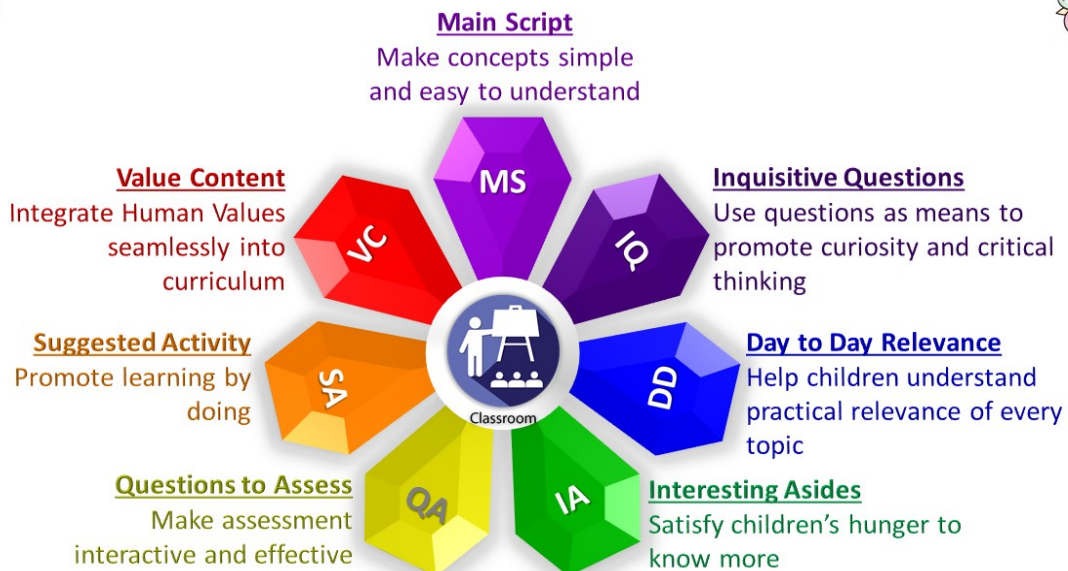 Main Script
Make concepts simple
and easy to understand
MS
Inquisitive Questions
Use questions as means to
promote curiosity and critical
thinking
IQ
Day to Day Relevance
Help children understand
practical relevance of every
topic
DD
Interesting Asides
Satisfy children's hunger to
know more
IA
Questions to Assess
Make assessment
interactive and effective
QA
Suggested Activity
Promote learning by
doing
SA
Value Content
Integrate Human Values
seamlessly into
curriculum
VC
Classroom